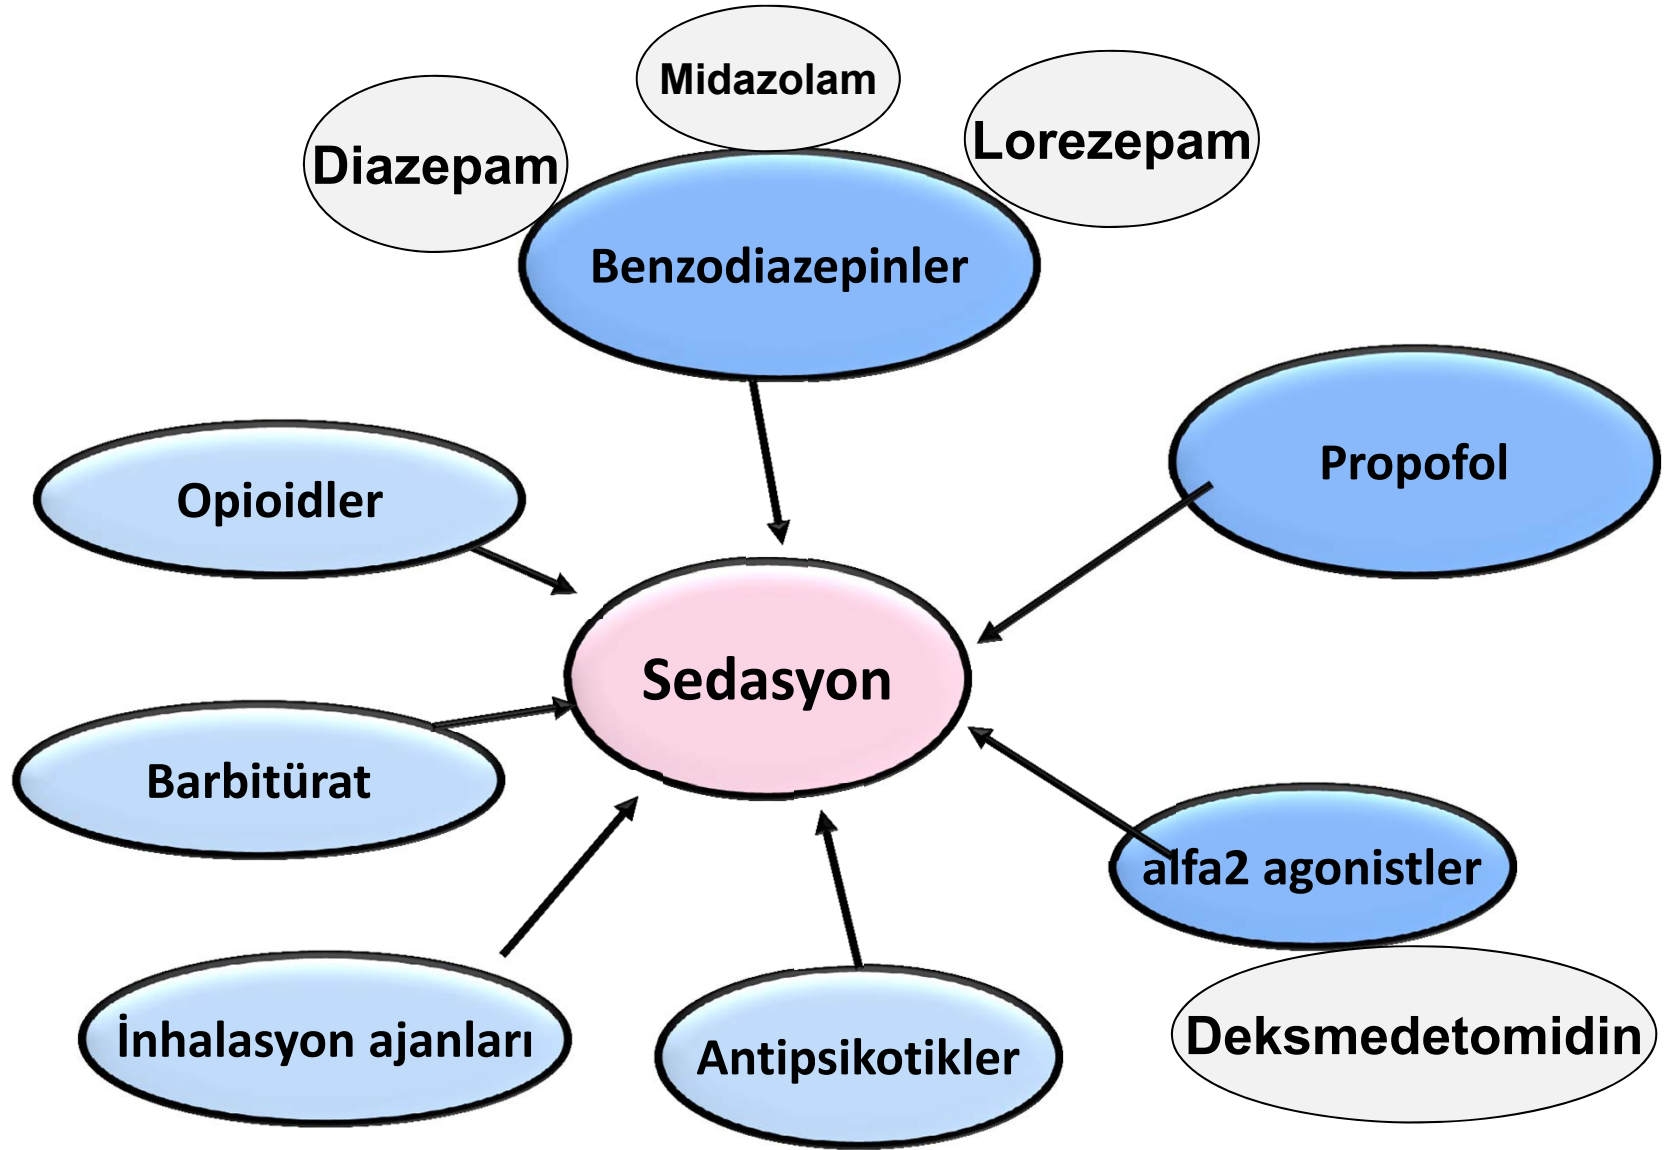 Midazolam
Diazepam
Lorezepam
Benzodiazepinler
Propofol
Opioidler
Sedasyon
Barbitürat
alfa2 agonistler
İnhalasyon ajanları
Antipsikotikler
Deksmedetomidin